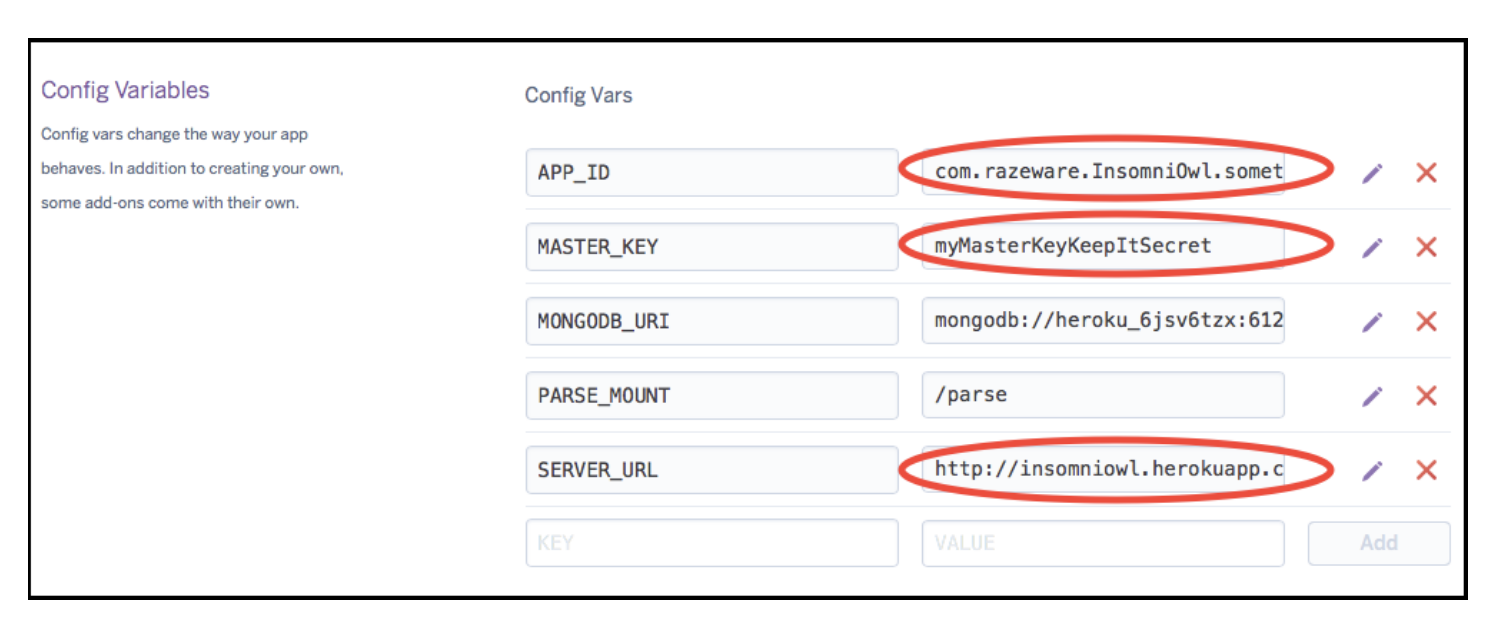 Config Variables
Config vars change the way your app
behaves. In addition to creating your own,
some add-ons come with their own.
Config Vars
APP_ID com.razeware.InsomniOwl.somet
MASTER_KEY myMasterKeyKeepItSecret
MONGODB_URI mongodb://heroku_6jsv6tzx:612
PARSE_MOUNT /parse
SERVER_URL http://insomniowl.herokuapp.c
KEY VALUE Add